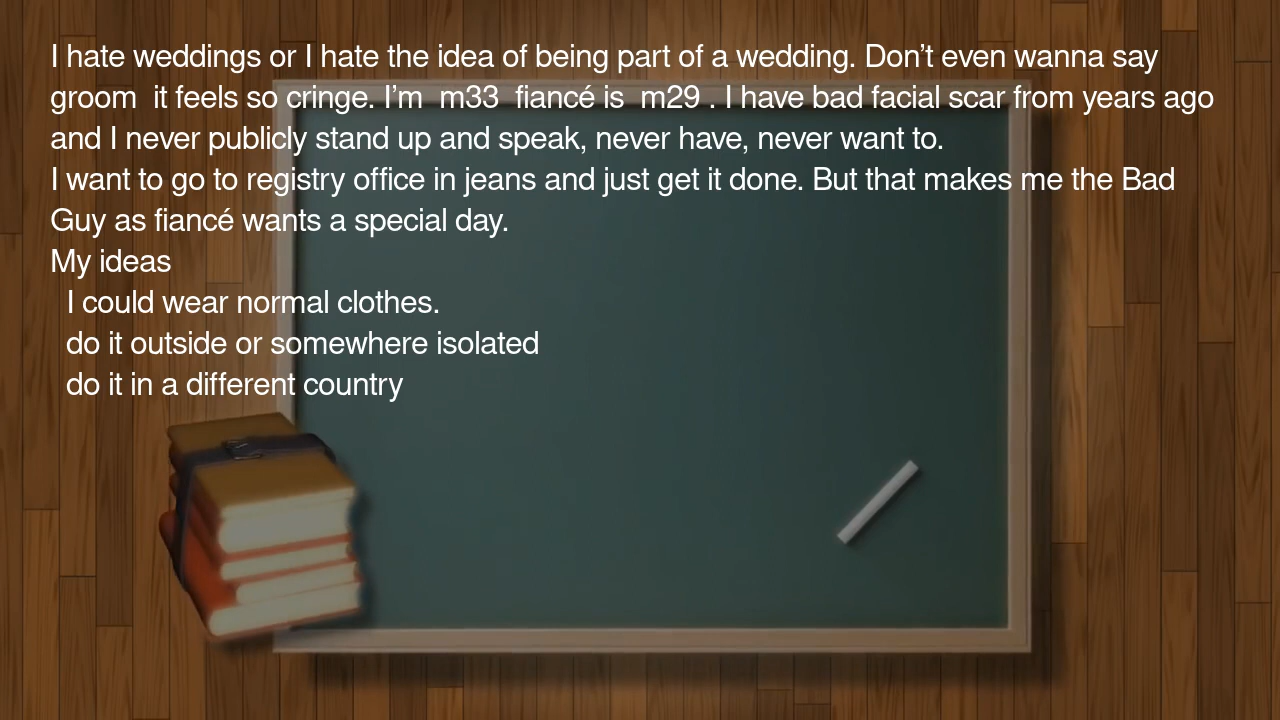 I hate weddings or I hate the idea of being part of a wedding. Don’t even wanna say
groom  it feels so cringe. I’m  m33  fiancé is  m29 . I have bad facial scar from years ago
and I never publicly stand up and speak, never have, never want to.
I want to go to registry office in jeans and just get it done. But that makes me the Bad
Guy as fiancé wants a special day.
My ideas
  I could wear normal clothes.
  do it outside or somewhere isolated
  do it in a different country